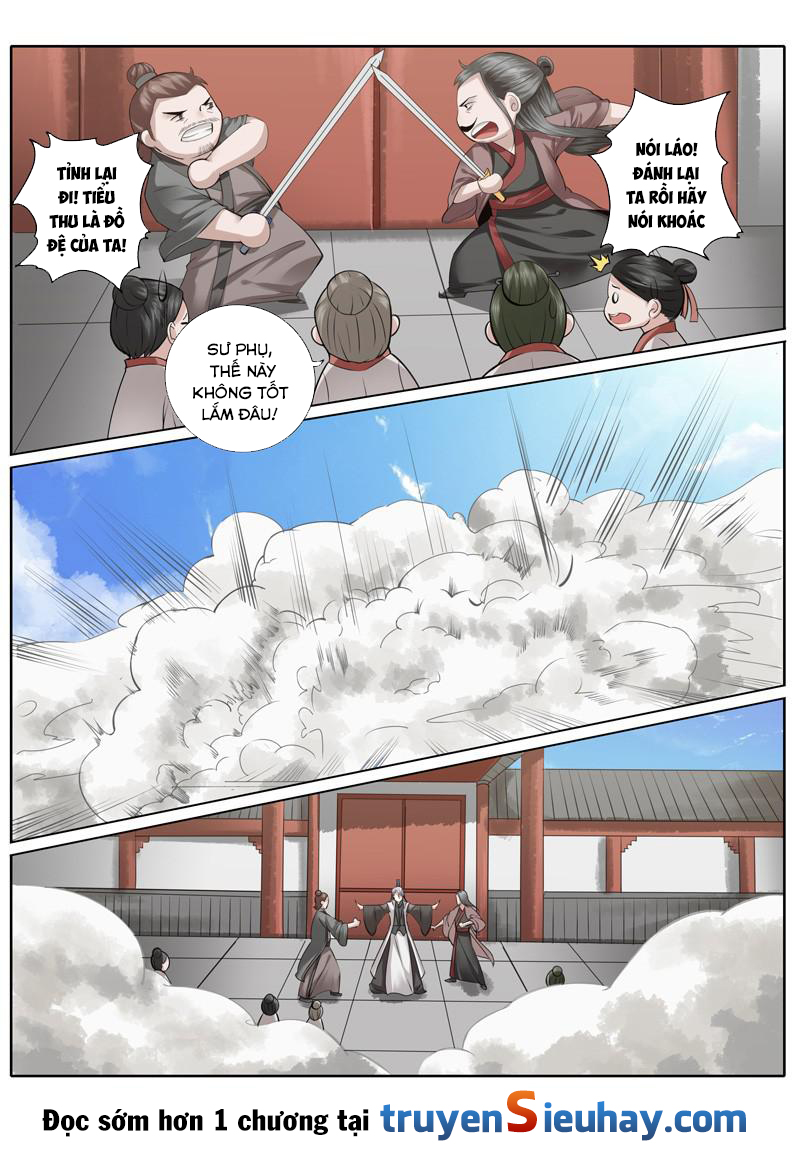 TỈNH LẠI
ĐI! TIỂU
THU LÀ ĐỒ
ĐỆ CỦA TA!
NÓI LÁO!
ĐÁNH LẠI
TA RỒI HÃY
NÓI KHOÁC
SƯ PHỤ,
THẾ NÀY
KHÔNG TỐT
LẮM ĐÂU!
Đọc sớm hơn 1 chương tại truyenSieuhay.com